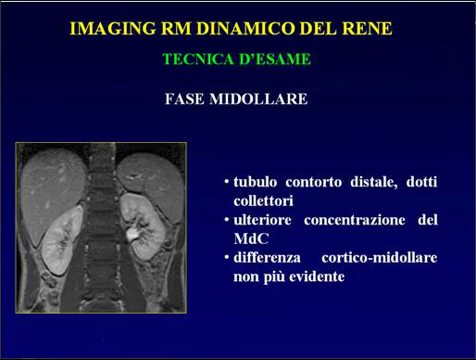 IMAGING RM DINAMICO DEL RENE
TECNICA D’ESAME
FASE MIDOLLARE
• tubulo contorto distale, dotti
collettori
• ulteriore concentrazione del
MdC
• differenza cortico-midollare
non più evidente